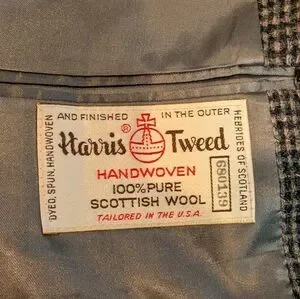 DYED, SPUN, HANDWOVEN
AND FINISHED IN THE OUTER
HEBRIDES OF SCOTLAND
Harris® Tweed
HANDWOVEN
100% PURE
SCOTTISH WOOL
TAILORED IN THE U.S.A.
680139